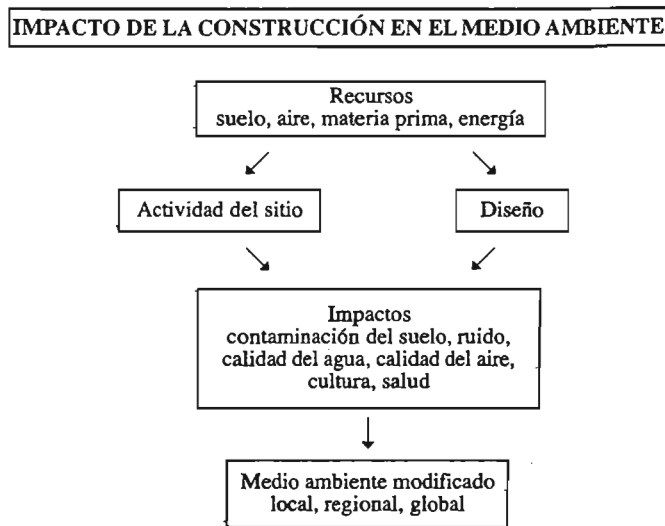 IMPACTO DE LA CONSTRUCCIÓN EN EL MEDIO AMBIENTE
Recursos
suelo, aire, materia prima, energía
Actividad del sitio
Diseño
Impactos
contaminación del suelo, ruido,
calidad del agua, calidad del aire,
cultura, salud
Medio ambiente modificado
local, regional, global